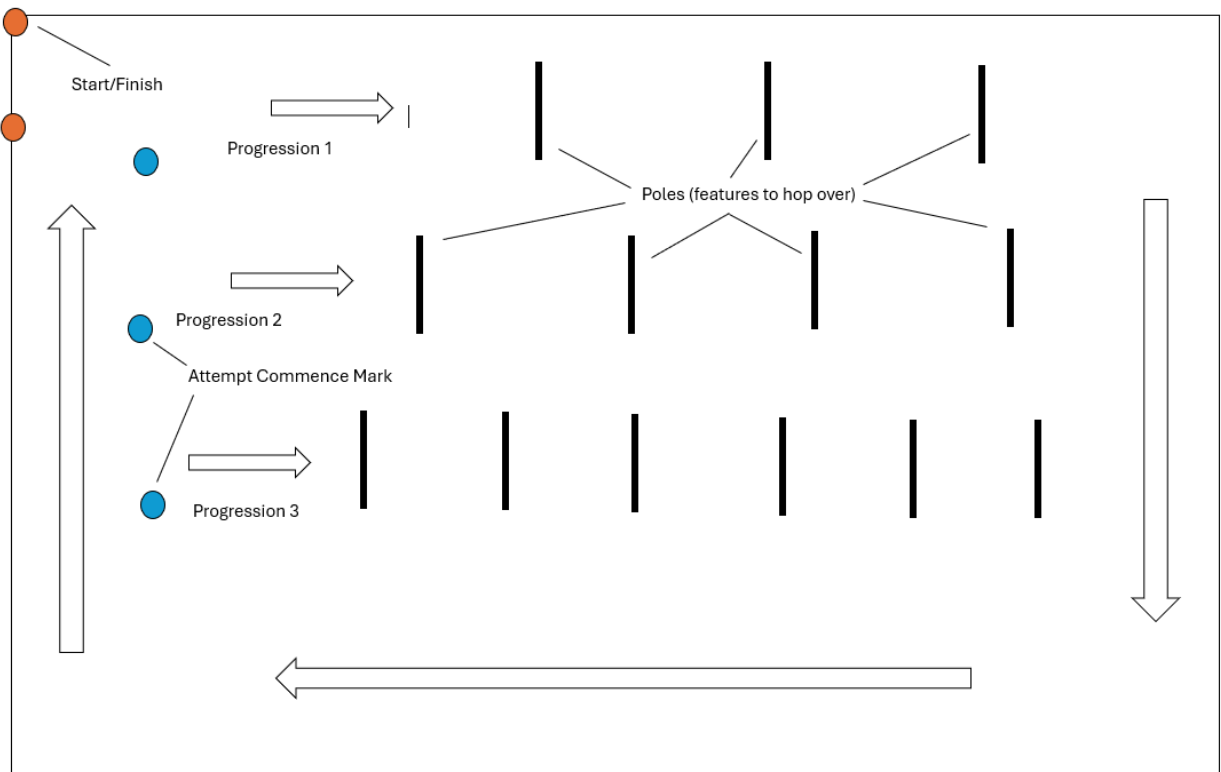 Start/Finish
Progression 1
Poles (features to hop over)
Progression 2
Attempt Commence Mark
Progression 3